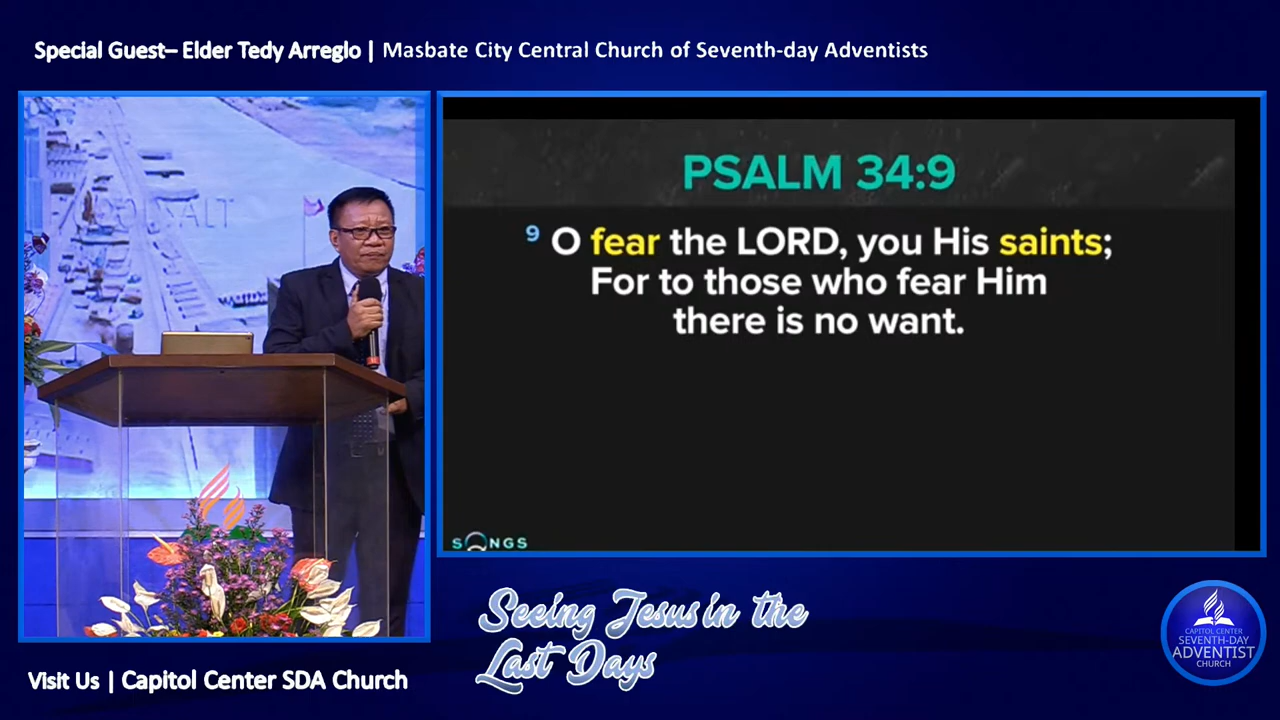 Special Guest– Elder Tedy Arreglo | Masbate City Central Church of Seventh-day Adventists
PSALM 34:9
9 O fear the LORD, you His saints;
For to those who fear Him
there is no want.
SONGS
Seeing Jesus in the
Last Days
Visit Us | Capitol Center SDA Church
CAPITOL CENTER
SEVENTH-DAY
ADVENTIST
CHURCH